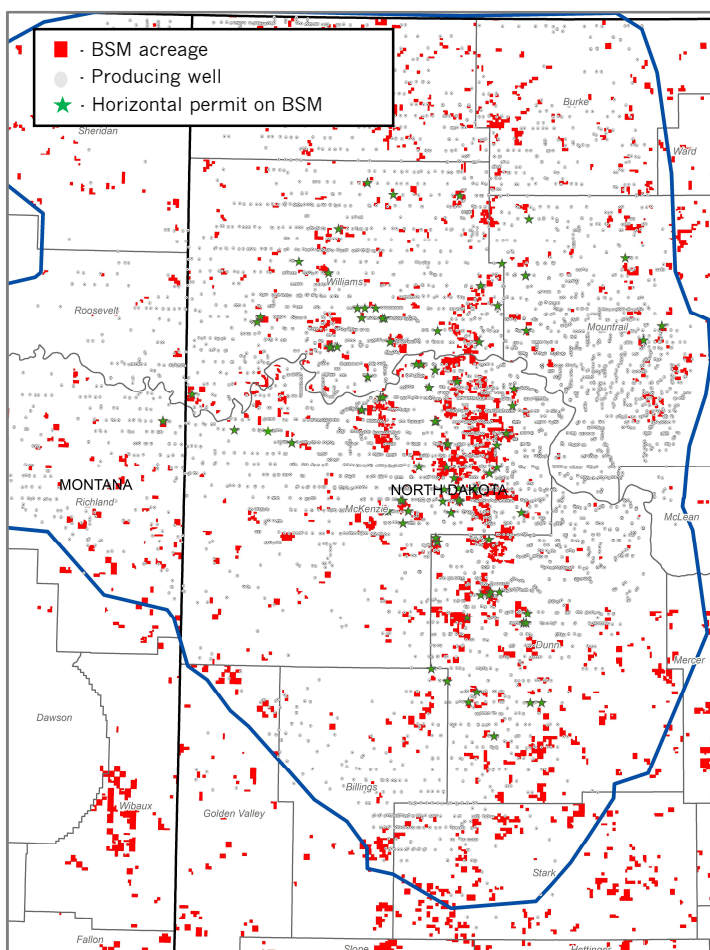 · BSM acreage
· Producing well
· Horizontal permit on BSM
Sheridan
Burke
Ward
Williams
Roosevelt
Mountrail
MONTANA
Richland
NORTH DAKOTA
McKenzie
McLean
Dunn
Mercer
Dawson
Billings
Wibaux
Golden Valley
Stark
Fallon
Slope
Hettinger